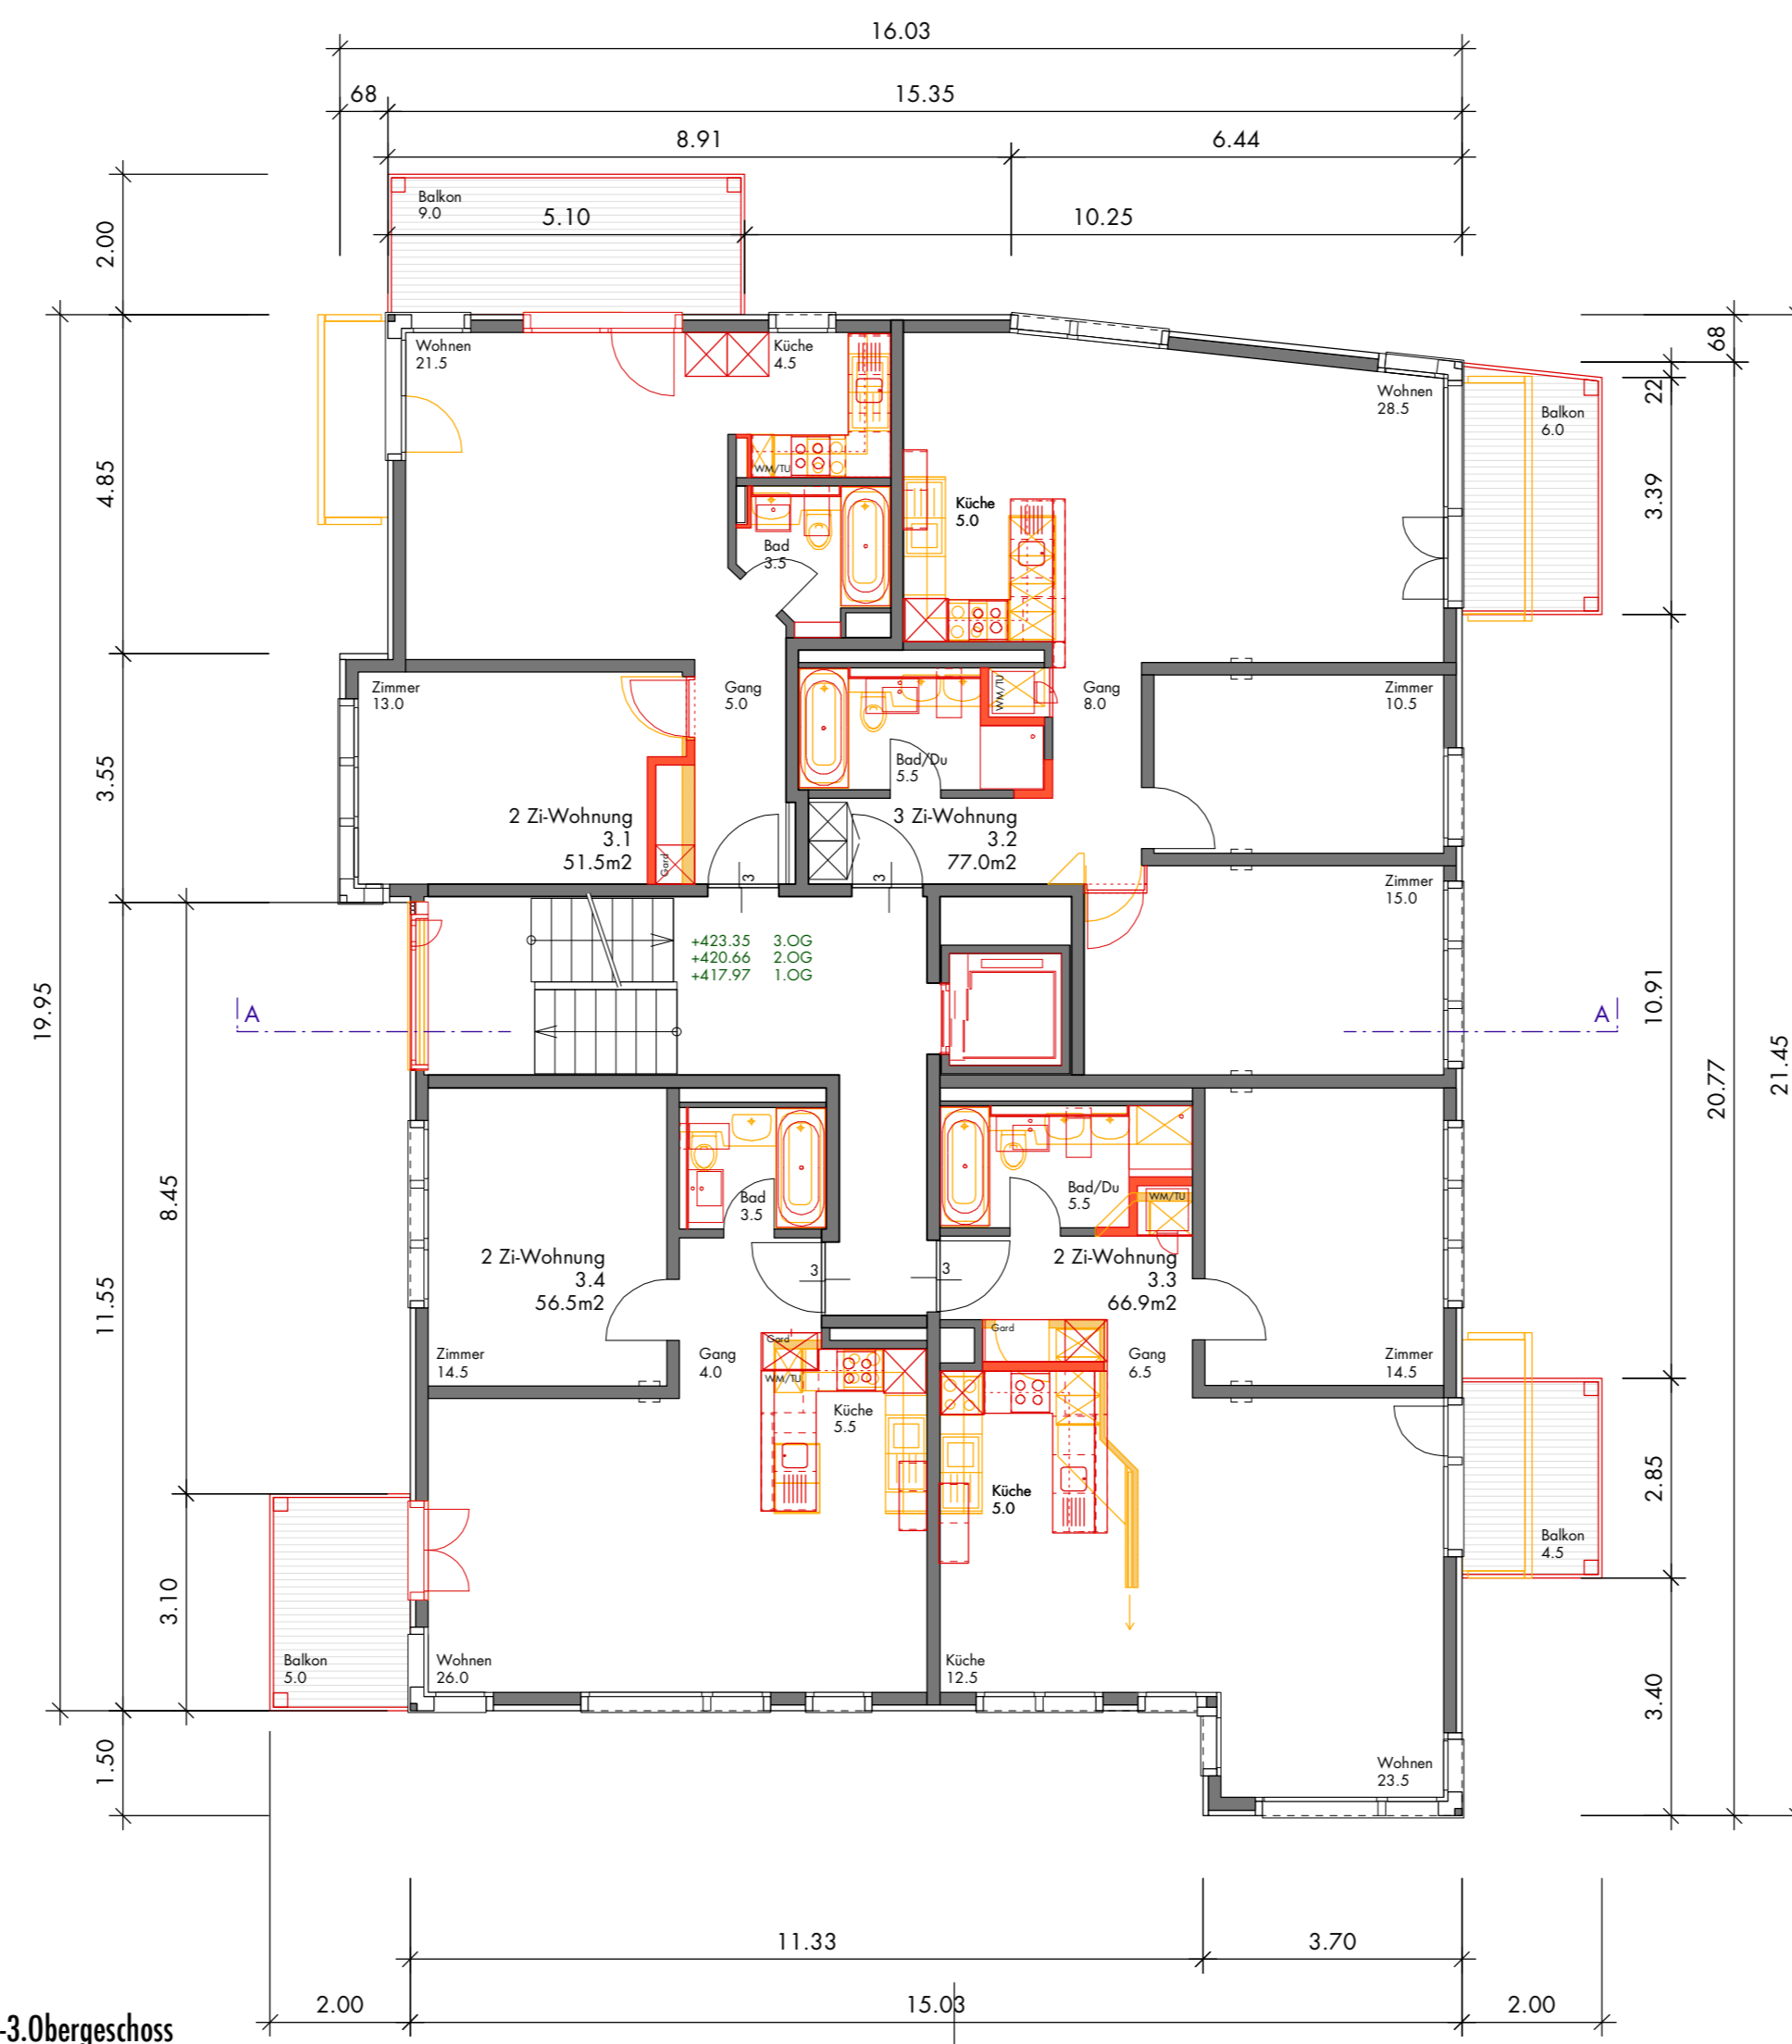 16.03
68
15.35
8.91
6.44
Balkon
9.0
5.10
10.25
2.00
Wohnen
21.5
Küche
4.5
68
Wohnen
28.5
22
Balkon
6.0
WM/TU
4.85
3.39
Küche
5.0
Bad
3.5
Zimmer
13.0
Gang
5.0
WM/TU
Gang
8.0
Zimmer
10.5
3.55
Bad/Du
5.5
2 Zi-Wohnung
3.1
51.5m2
Gard
3 Zi-Wohnung
3.2
77.0m2
3
3
Zimmer
15.0
+423.35 3.OG
+420.66 2.OG
+417.97 1.OG
19.95
A
A
10.91
20.77
21.45
8.45
11.55
Bad
3.5
Bad/Du
5.5
WM/TU
2 Zi-Wohnung
3.4
56.5m2
3
3
2 Zi-Wohnung
3.3
66.9m2
Gard
Gard
Zimmer
14.5
Gang
4.0
WM/TU
Gang
6.5
Zimmer
14.5
Küche
5.5
Küche
5.0
2.85
Balkon
4.5
3.10
Balkon
5.0
Wohnen
26.0
Küche
12.5
3.40
1.50
Wohnen
23.5
11.33
3.70
2.00
15.03
2.00
-3.Obergeschoss